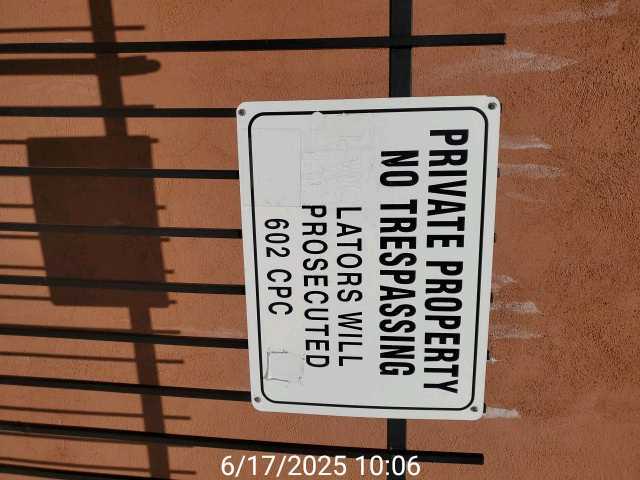 PRIVATE PROPERTY
NO TRESPASSING
LATORS WILL
PROSECUTED
602 CPC
6/17/2025 10:06